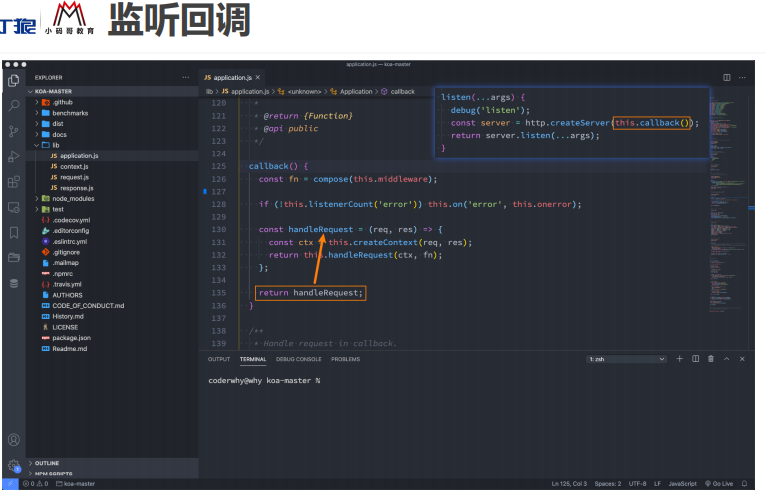 丁狠
小码哥教育
监听回调
application.js — koa-master
EXPLORER
KOA-MASTER
.github
benchmarks
dist
docs
lib
JS application.js
JS context.js
JS request.js
JS response.js
node_modules
test
.codecov.yml
.editorconfig
.eslintrc.yml
.gitignore
.mailmap
.npmrc
.travis.yml
AUTHORS
CODE_OF_CONDUCT.md
History.md
LICENSE
package.json
Readme.md
OUTLINE
NPM SCRIPTS
JS application.js ×
lib > JS application.js > <unknown> > Application > callback
listen(...args) {
debug('listen');
const server = http.createServer(this.callback());
return server.listen(...args);
}
120 *
121 * @return {Function}
122 * @api public
123 */
124
125 callback() {
126 const fn = compose(this.middleware);
127
128 if (!this.listenerCount('error')) this.on('error', this.onerror);
129
130 const handleRequest = (req, res) => {
131 const ctx = this.createContext(req, res);
132 return this.handleRequest(ctx, fn);
133 };
134
135 return handleRequest;
136 }
137
138 /**
139 * Handle request in callback.
OUTPUT TERMINAL DEBUG CONSOLE PROBLEMS 1: zsh
coderwhy@why koa-master %
0 0 koa-master Ln 125, Col 3 Spaces: 2 UTF-8 LF JavaScript Go Live